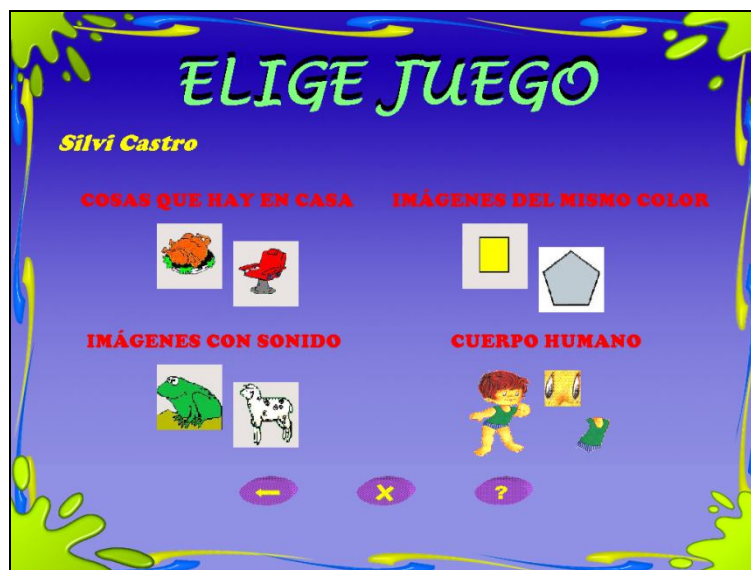 ELIGE JUEGO
Silvi Castro
COSAS QUE HAY EN CASA
IMÁGENES DEL MISMO COLOR
IMÁGENES CON SONIDO
CUERPO HUMANO
?